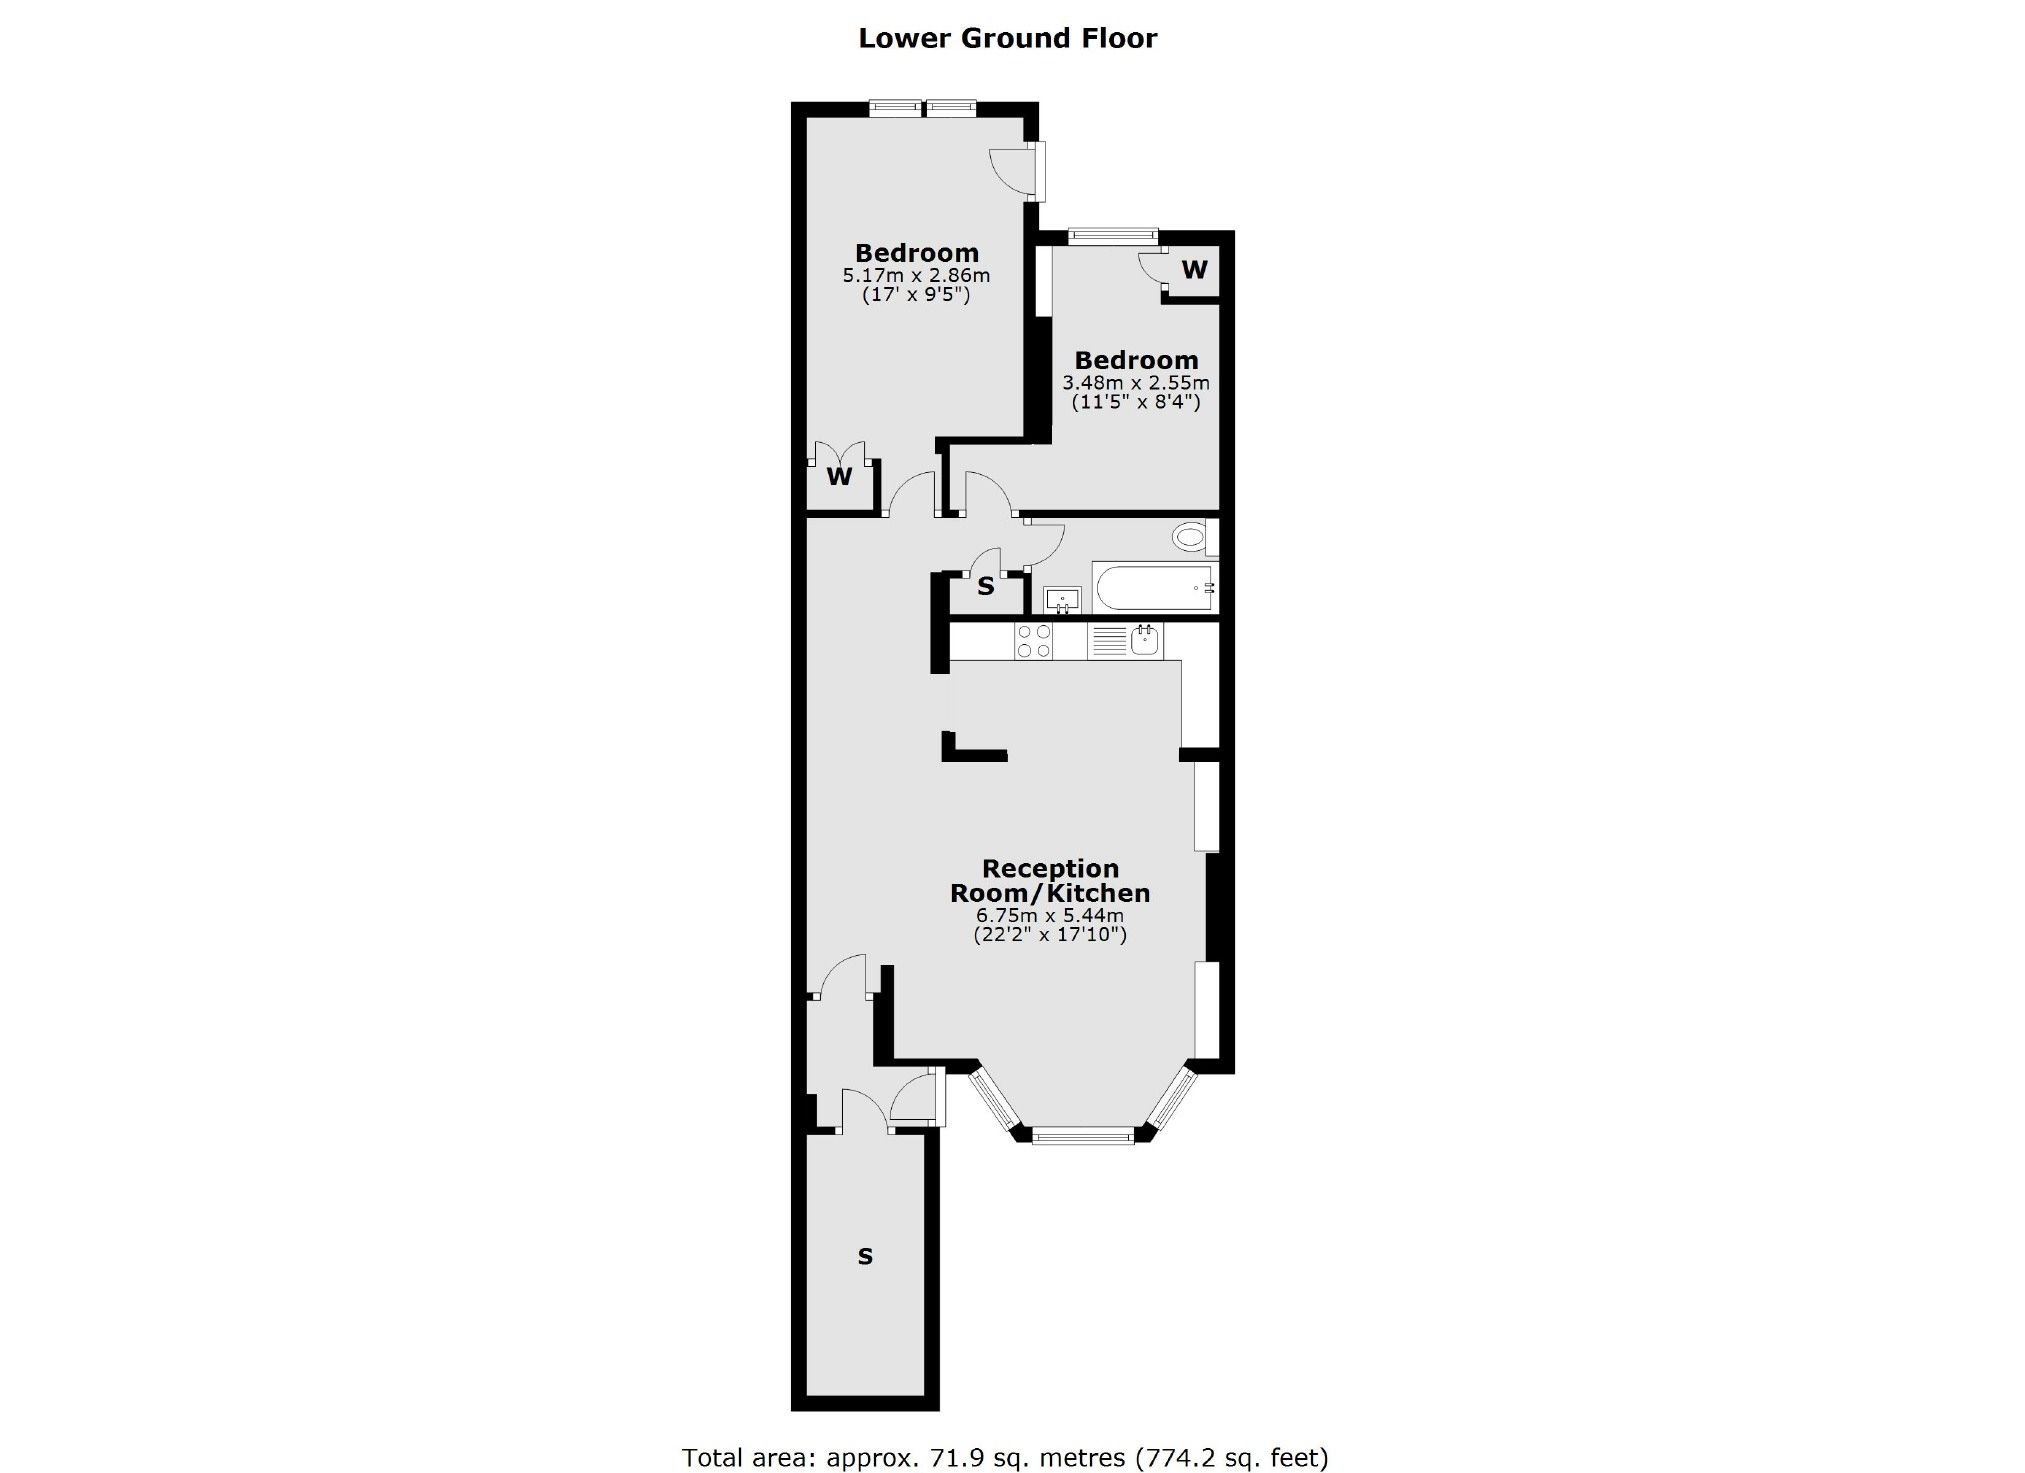 Lower Ground Floor
Bedroom
5.17m x 2.86m
(17' x 9'5")
W
Bedroom
3.48m x 2.55m
(11'5" x 8'4")
W
S
Reception
Room/Kitchen
6.75m x 5.44m
(22'2" x 17'10")
S
Total area: approx. 71.9 sq. metres (774.2 sq. feet)